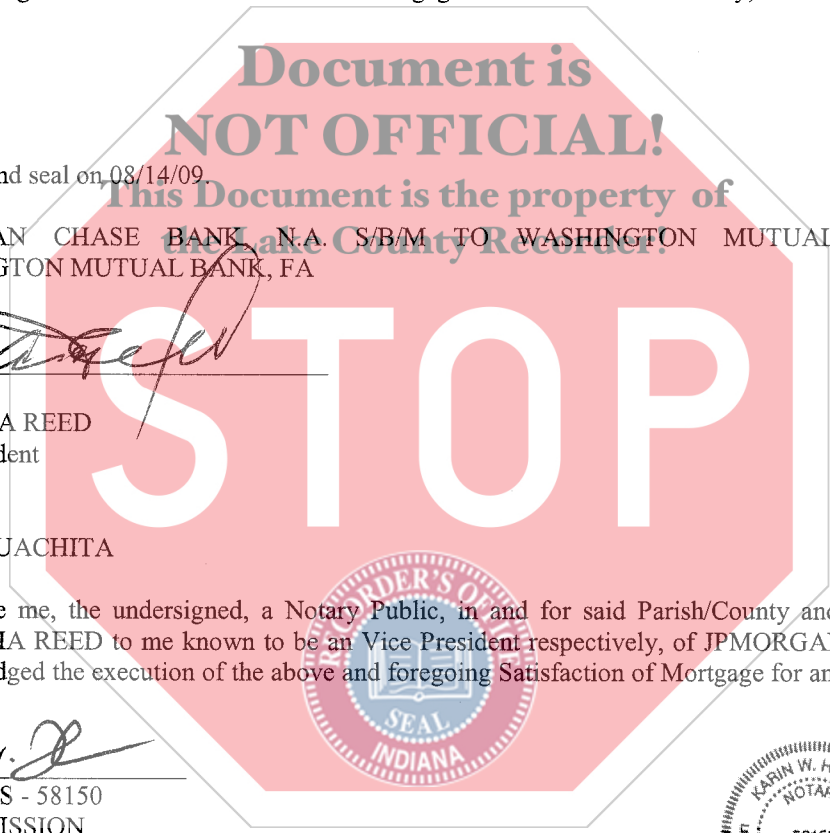 Document is
NOT OFFICIAL!
nd seal on 08/14/09.
This Document is the property of
the Lake County Recorder!
AN CHASE BANK, N.A. S/B/M TO WASHINGTON MUTUAL
GTON MUTUAL BANK, FA
STOP
A REED
dent
UACHITA
e me, the undersigned, a Notary Public, in and for said Parish/County and
HA REED to me known to be an Vice President respectively, of JPMORGAN
dged the execution of the above and foregoing Satisfaction of Mortgage for an
RECORDER'S OFFICE
SEAL
INDIANA
S - 58150
ISSION
KARIN W. H
NOTAR